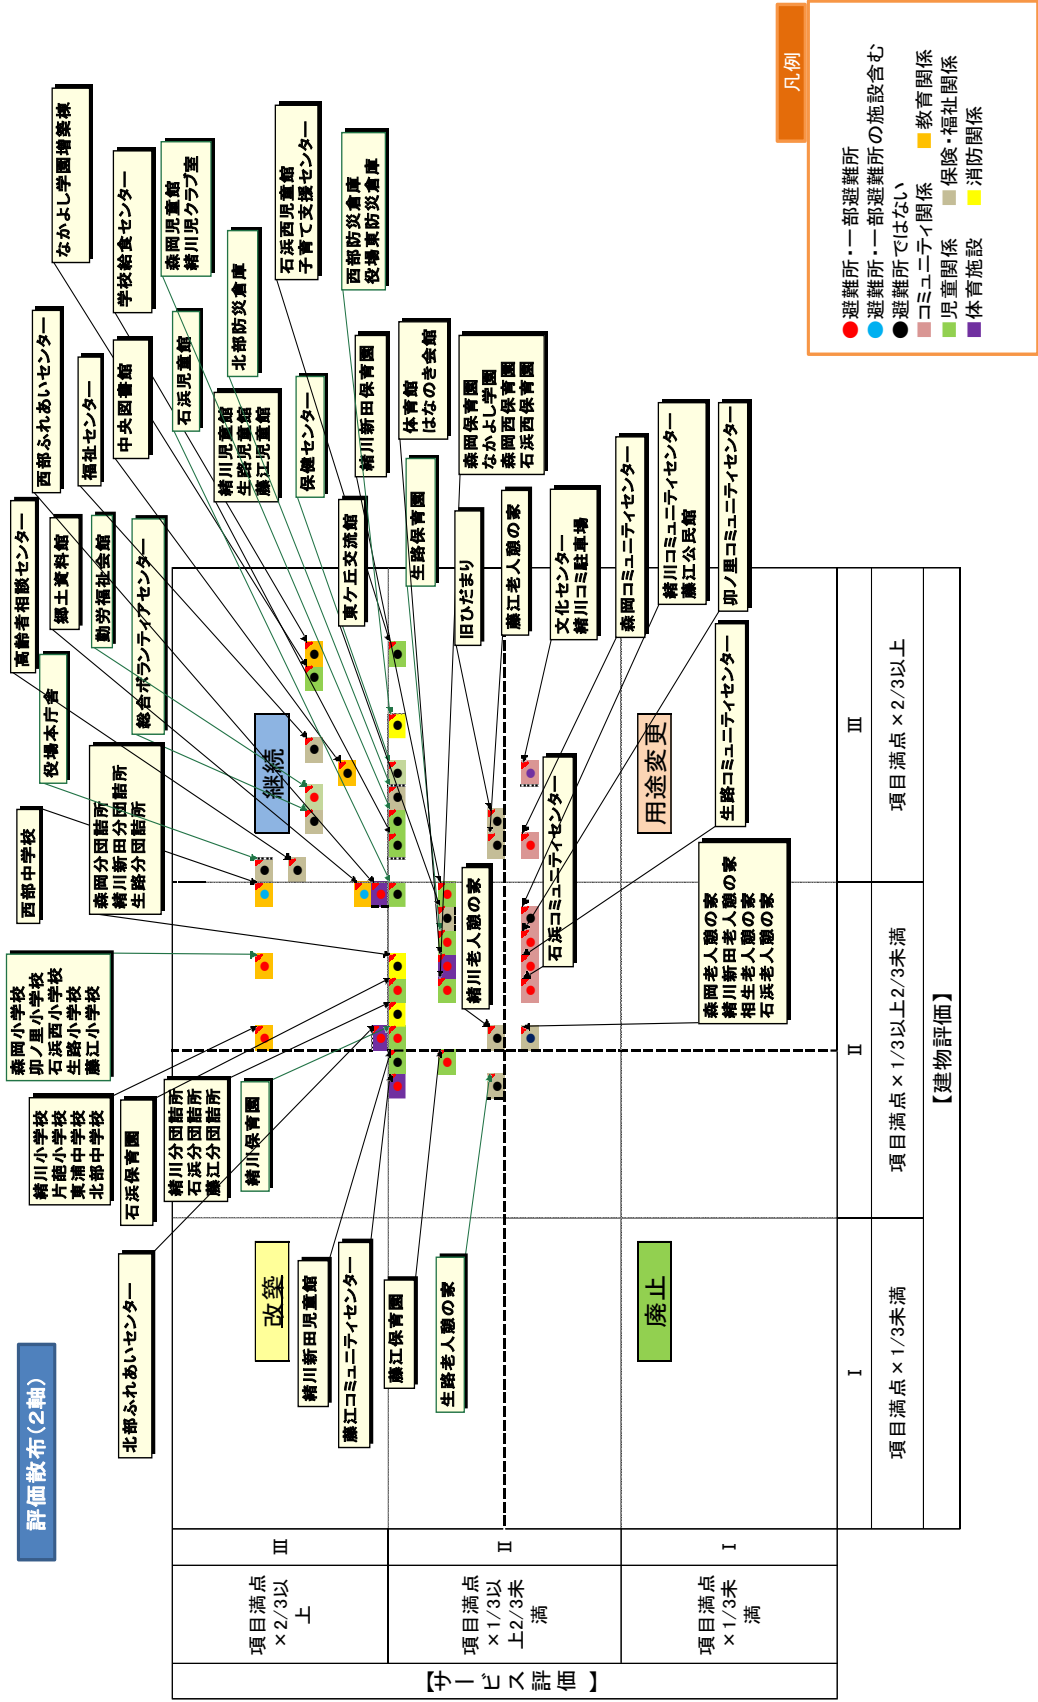 評価散布(2軸)
凡例
避難所・一部避難所
避難所・一部避難所の施設含む
避難所ではない
コミュニティ関係
教育関係
児童関係
保険・福祉関係
体育施設
消防関係
【サービス評価 】
項目満点
×2/3以
上
Ⅲ
項目満点
×1/3以
上2/3未
満
Ⅱ
項目満点
×1/3未
満
Ⅰ
【建物評価】
Ⅰ
項目満点×1/3未満
Ⅱ
項目満点×1/3以上2/3未満
Ⅲ
項目満点×2/3以上
改築
継続
廃止
用途変更
北部ふれあいセンター
緒川小学校
片葩小学校
東浦中学校
北部中学校
石浜保育園
緒川分団詰所
石浜分団詰所
藤江分団詰所
緒川保育園
森岡小学校
卯ノ里小学校
石浜西小学校
生路小学校
藤江小学校
西部中学校
森岡分団詰所
緒川新田分団詰所
生路分団詰所
役場本庁舎
高齢者相談センター
郷土資料館
勤労福祉会館
総合ボランティアセンター
西部ふれあいセンター
福祉センター
中央図書館
なかよし学園増築棟
学校給食センター
石浜児童館
森岡児童館
緒川児クラブ室
北部防災倉庫
緒川児童館
生路児童館
藤江児童館
保健センター
石浜西児童館
子育て支援センター
東ケ丘交流館
西部防災倉庫
役場東防災倉庫
緒川新田保育園
体育館
はなのき会館
生路保育園
森岡保育園
なかよし学園
森岡西保育園
石浜西保育園
旧ひだまり
藤江老人憩の家
文化センター
緒川コミ駐車場
森岡コミュニティセンター
緒川コミュニティセンター
藤江公民館
卯ノ里コミュニティセンター
生路コミュニティセンター
石浜コミュニティセンター
緒川老人憩の家
森岡老人憩の家
緒川新田老人憩の家
相生老人憩の家
石浜老人憩の家
緒川新田児童館
藤江コミュニティセンター
藤江保育園
生路老人憩の家